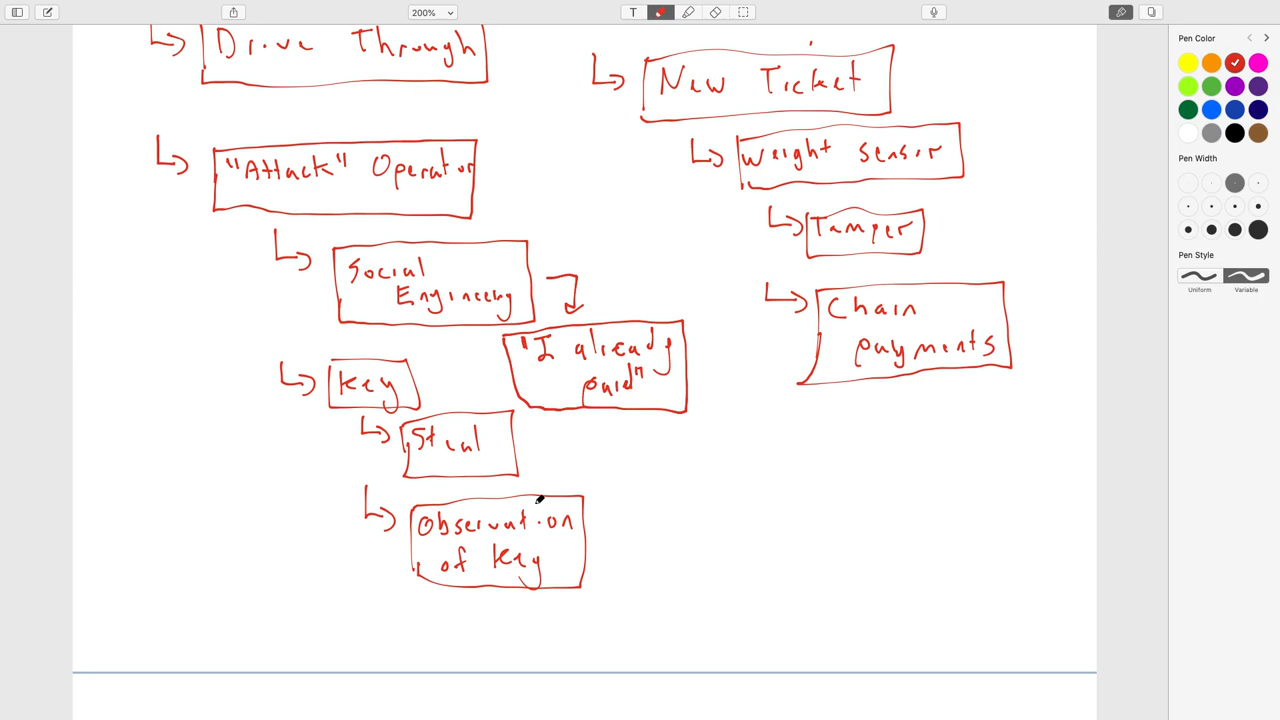 200%
T
Drive Through
"Attack" Operator
Social
Engineering
"I already
paid"
Key
Steal
Observation
of Key
New Ticket
Weight sensor
Tamper
Chain
payments
Pen Color
Pen Width
Pen Style
Uniform
Variable